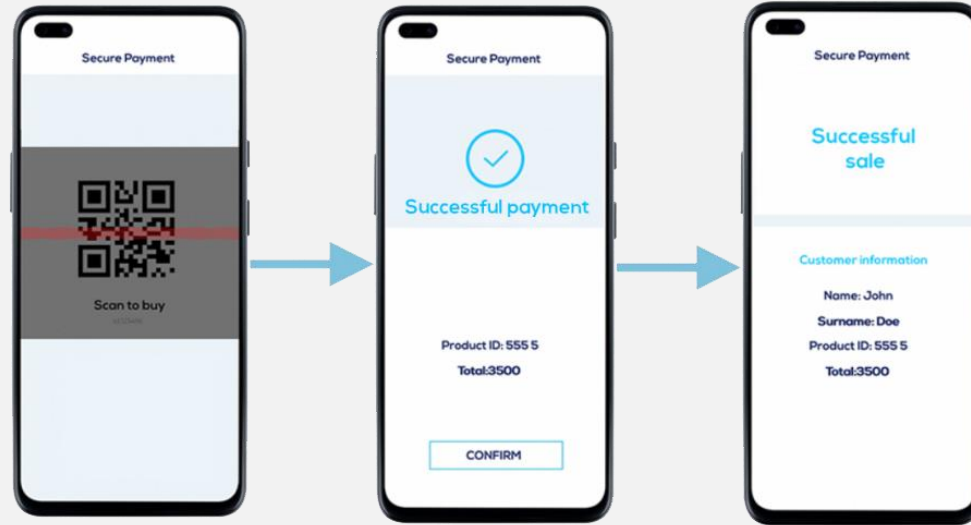 Secure Payment
Scan to buy
Secure Payment
Successful payment
Product ID: 555 5
Total:3500
CONFIRM
Secure Payment
Successful
sale
Customer information
Name: John
Surname: Doe
Product ID: 555 5
Total:3500